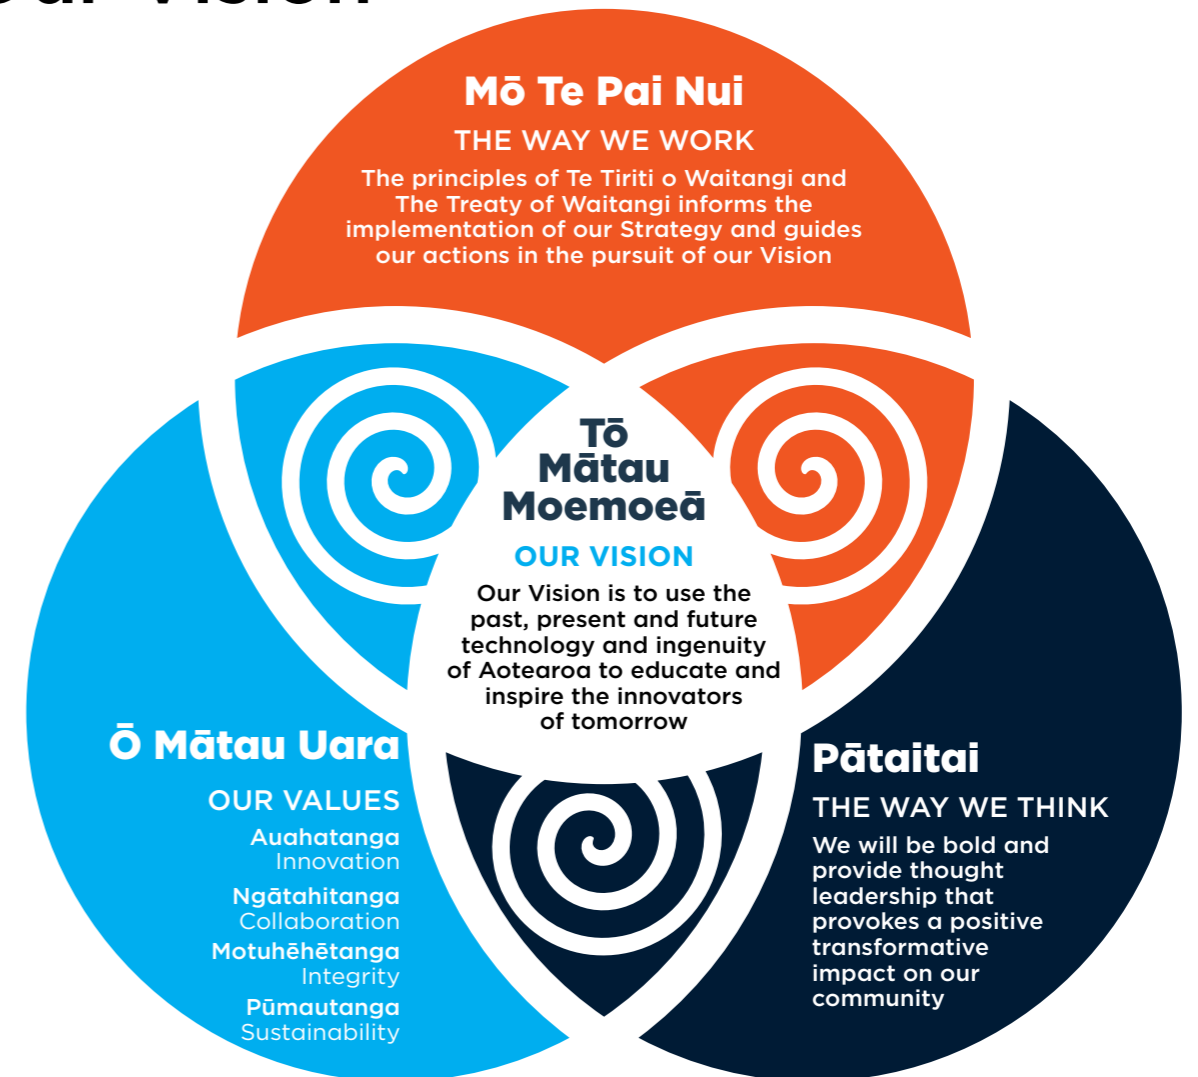 Our Vision
Mō Te Pai Nui
THE WAY WE WORK
The principles of Te Tiriti o Waitangi and
The Treaty of Waitangi informs the
implementation of our Strategy and guides
our actions in the pursuit of our Vision
Tō
Mātau
Moemoeā
OUR VISION
Our Vision is to use the
past, present and future
technology and ingenuity
of Aotearoa to educate and
inspire the innovators
of tomorrow
Ō Mātau Uara
OUR VALUES
Auahatanga
Innovation
Ngātahitanga
Collaboration
Motuhēhētanga
Integrity
Pūmautanga
Sustainability
Pātaitai
THE WAY WE THINK
We will be bold and
provide thought
leadership that
provokes a positive
transformative
impact on our
community